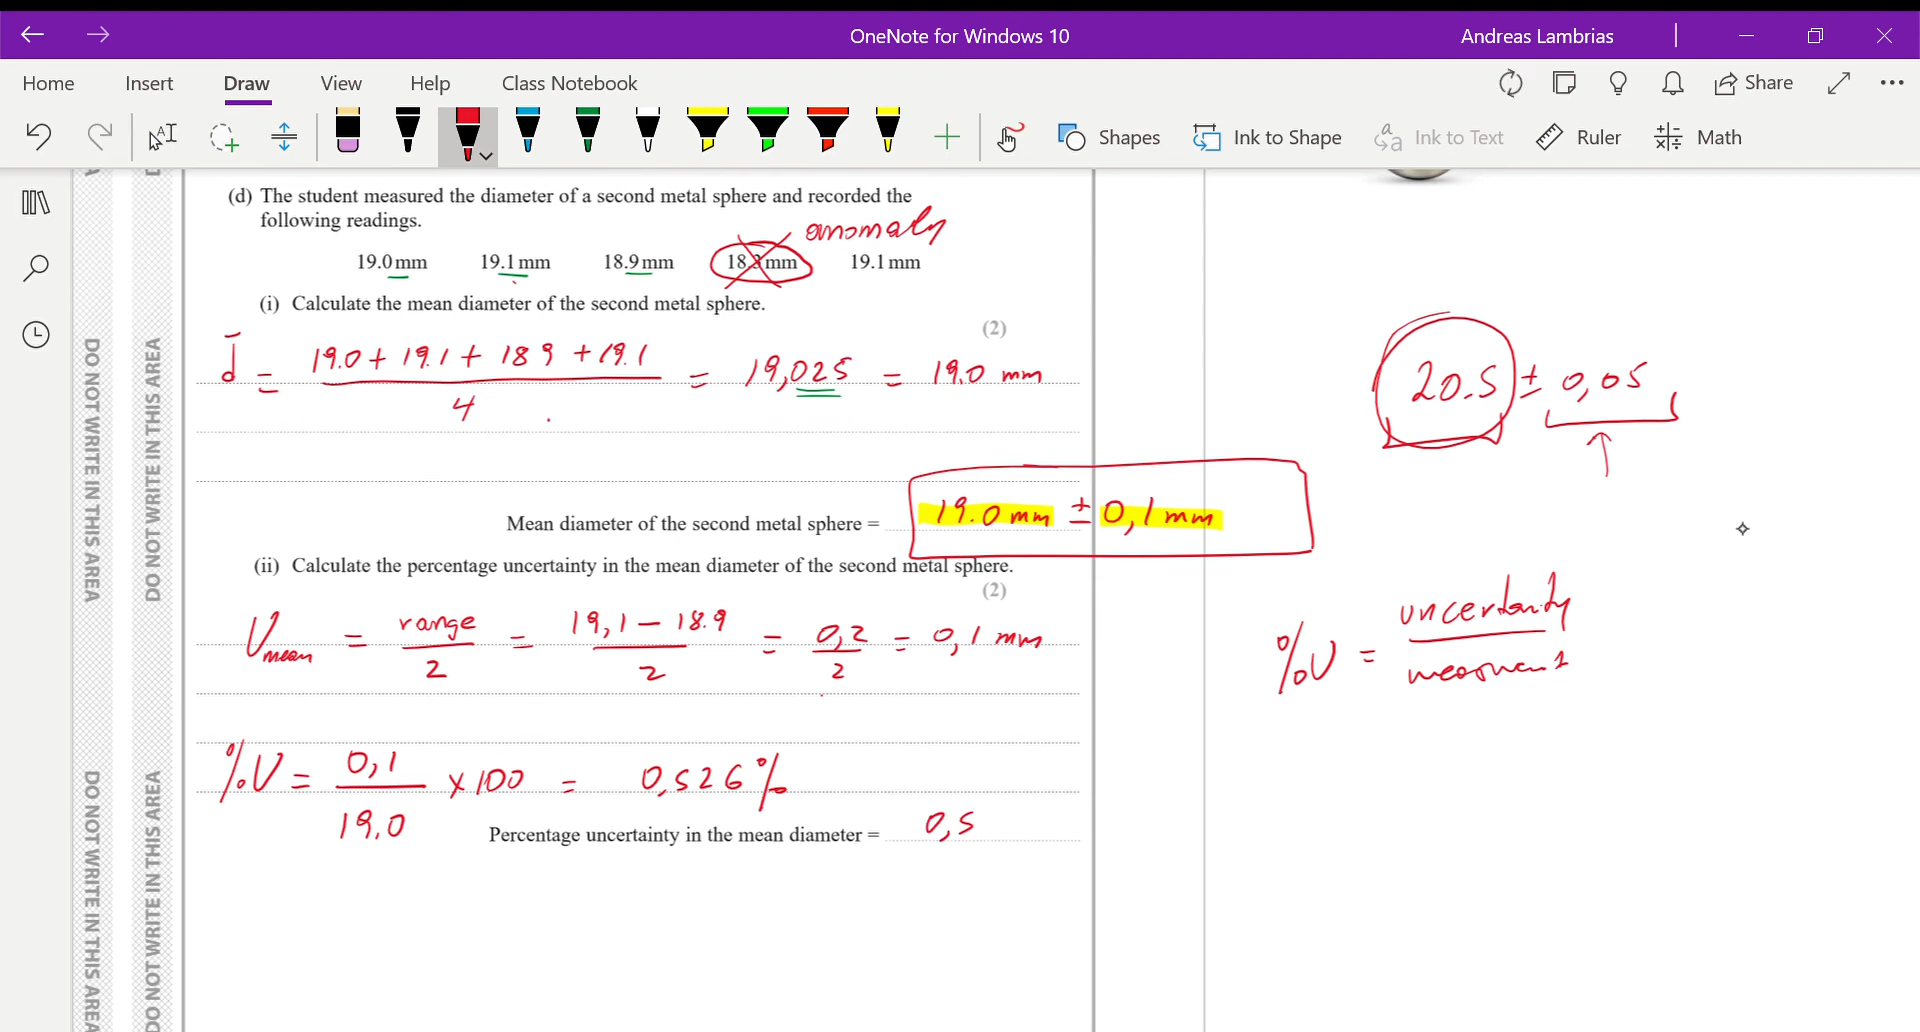 OneNote for Windows 10
Andreas Lambrias
Home Insert Draw View Help Class Notebook
Share
Shapes Ink to Shape Ink to Text Ruler Math
(d) The student measured the diameter of a second metal sphere and recorded the
following readings.
anomaly
19.0 mm 19.1 mm 18.9 mm 18.3 mm 19.1 mm
(i) Calculate the mean diameter of the second metal sphere.
(2)
d̄ = 19.0 + 19.1 + 18 9 + 19.1 / 4 = 19,025 = 19.0 mm
20.5 ± 0,05
Mean diameter of the second metal sphere = 19.0 mm ± 0,1 mm
(ii) Calculate the percentage uncertainty in the mean diameter of the second metal sphere.
(2)
U mean = range / 2 = 19,1 – 18.9 / 2 = 0,2 / 2 = 0,1 mm
%U = uncertainty /
%U = 0,1 / 19.0 × 100 = 0,526 %
Percentage uncertainty in the mean diameter = 0,5
DO NOT WRITE IN THIS AREA
DO NOT WRITE IN THIS AREA
DO NOT WRITE IN THIS AREA
DO NOT WRITE IN THIS AREA